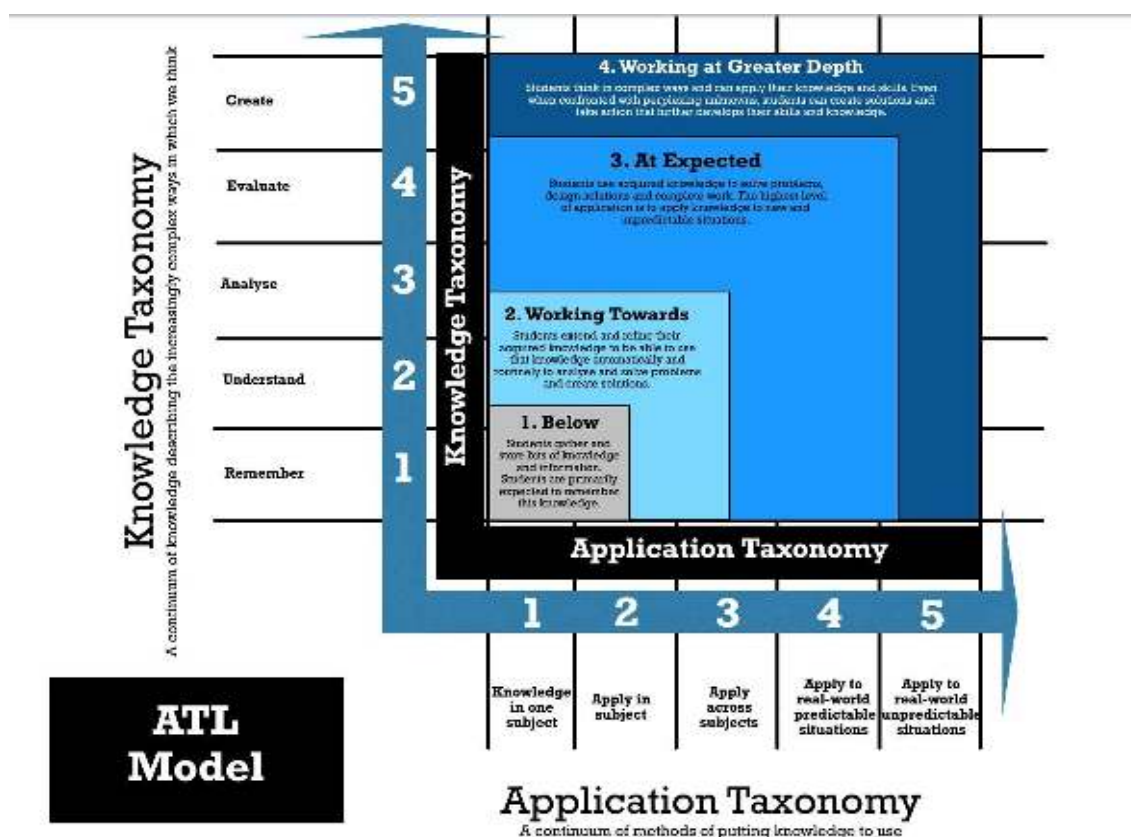 Knowledge Taxonomy
A continuum of knowledge describing the increasingly complex ways in which we think
Create
Evaluate
Analyse
Understand
Remember
5
4
3
2
1
Knowledge Taxonomy
4. Working at Greater Depth
Students think in complex ways and can apply their knowledge and skills. Even
when confronted with perplexing unknowns, students can create solutions and
take action that further develops their skills and knowledge.
3. At Expected
Students use acquired knowledge to solve problems,
design solutions and complete work. The highest level
of application is to apply knowledge to new and
unpredictable situations.
2. Working Towards
Students extend and refine their
acquired knowledge to be able to use
that knowledge automatically and
routinely to analyse and solve problems
and create solutions.
1. Below
Students gather and
store bits of knowledge
and information.
Students are primarily
expected to remember
this knowledge.
Application Taxonomy
1 2 3 4 5
Knowledge
in one
subject
Apply in
subject
Apply
across
subjects
Apply to
real-world
predictable
situations
Apply to
real-world
unpredictable
situations
ATL
Model
Application Taxonomy
A continuum of methods of putting knowledge to use